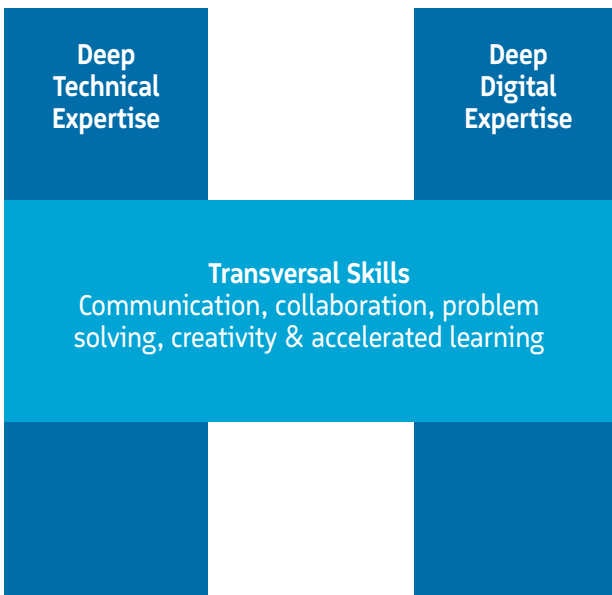 Deep
Technical
Expertise
Deep
Digital
Expertise
Transversal Skills
Communication, collaboration, problem
solving, creativity & accelerated learning